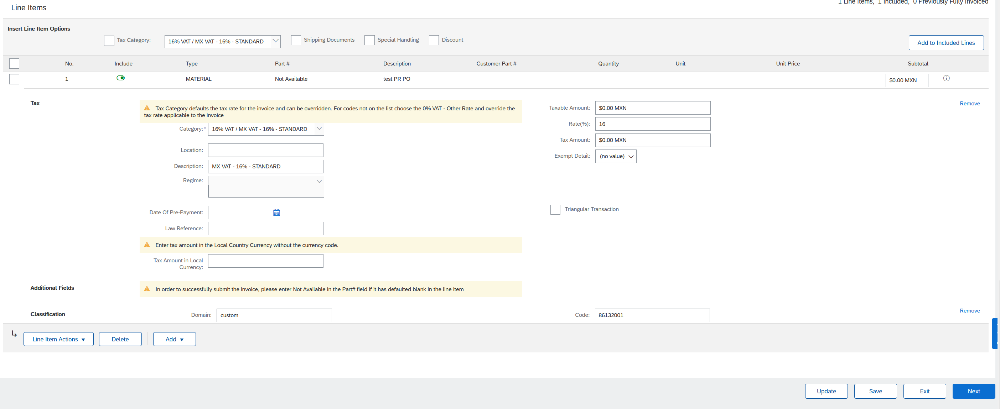 Line Items
1 Line Items, 1 Included, 0 Previously Fully Invoiced
Insert Line Item Options
Tax Category: 16% VAT / MX VAT - 16% - STANDARD Shipping Documents Special Handling Discount
Add to Included Lines
No. Include Type Part # Description Customer Part # Quantity Unit Unit Price Subtotal
1 MATERIAL Not Available test PR PO $0.00 MXN
Tax
Tax Category defaults the tax rate for the invoice and can be overridden. For codes not on the list choose the 0% VAT - Other Rate and override the
tax rate applicable to the invoice
Taxable Amount: $0.00 MXN
Remove
Category:* 16% VAT / MX VAT - 16% - STANDARD
Rate(%): 16
Tax Amount: $0.00 MXN
Location:
Exempt Detail: (no value)
Description: MX VAT - 16% - STANDARD
Regime:
Date Of Pre-Payment:
Triangular Transaction
Law Reference:
Enter tax amount in the Local Country Currency without the currency code.
Tax Amount in Local
Currency:
Additional Fields
In order to successfully submit the invoice, please enter Not Available in the Part# field if it has defaulted blank in the line item
Classification
Domain: custom
Code: 86132001
Remove
Line Item Actions ▼ Delete Add ▼
Update Save Exit Next